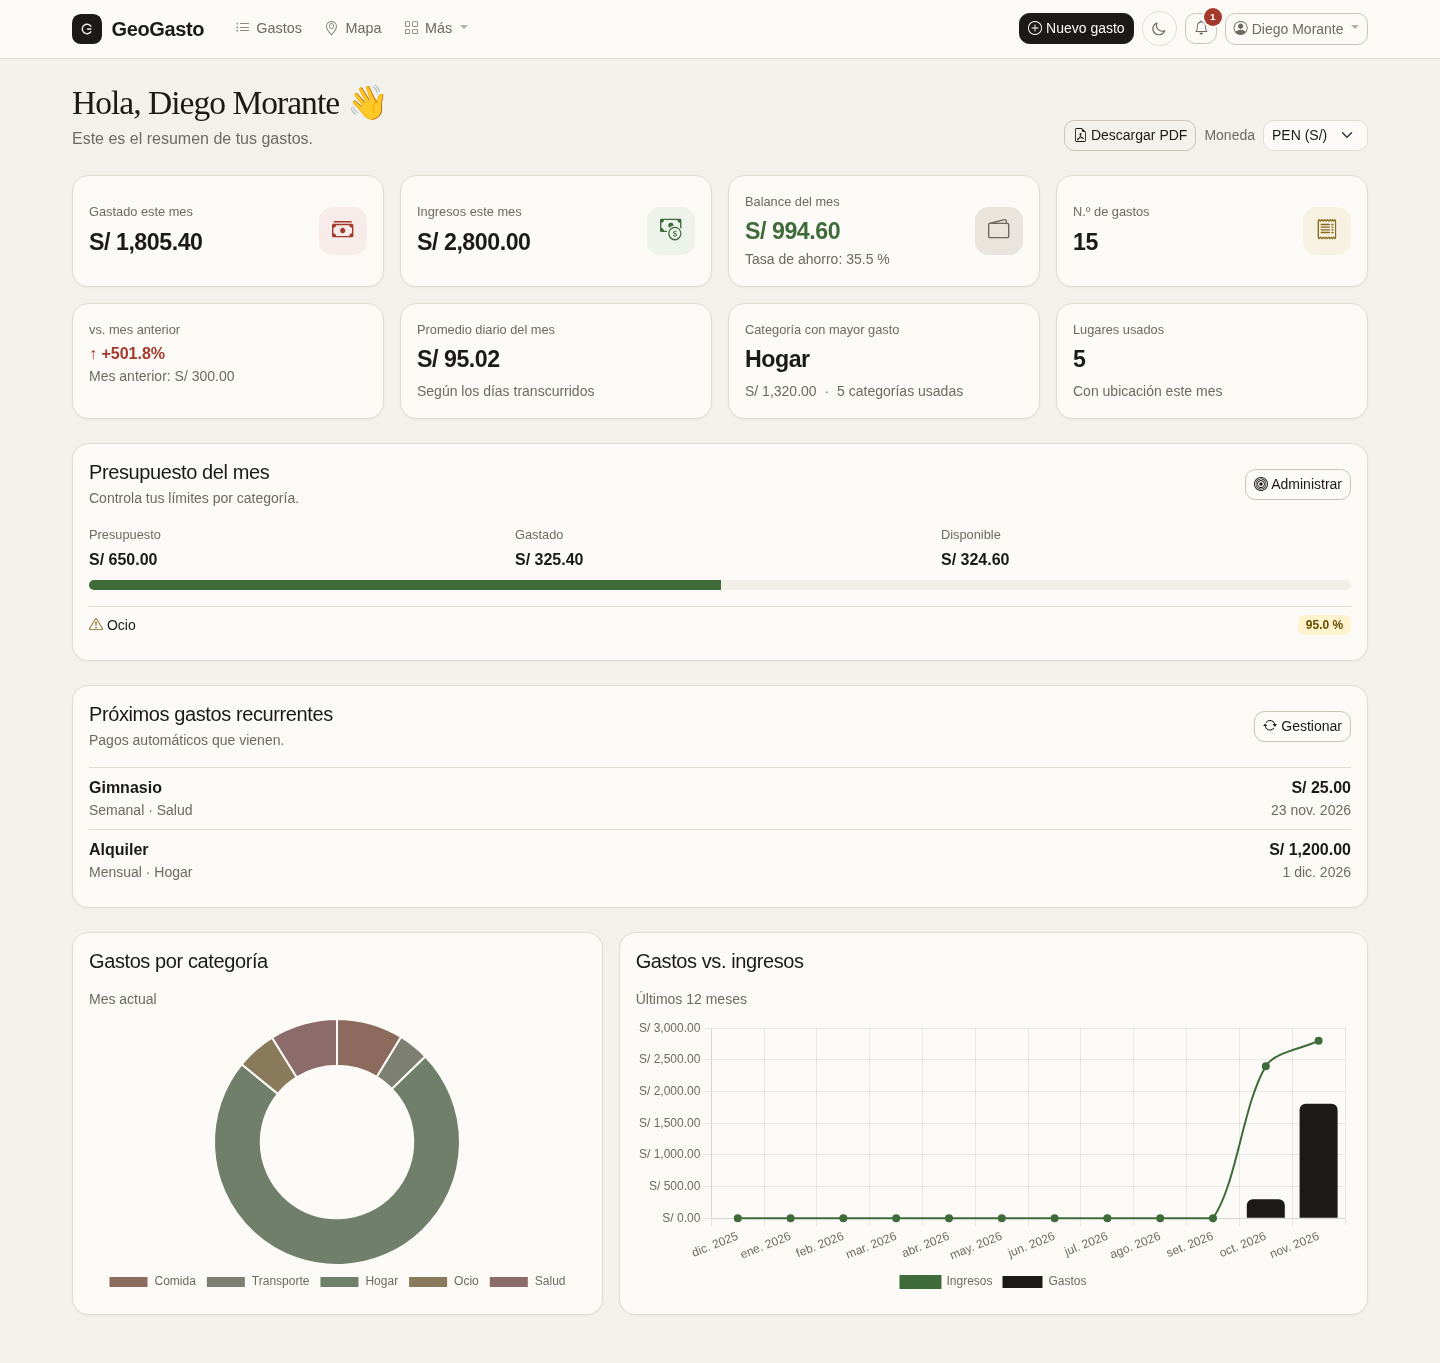 GeoGasto
Gastos
Mapa
Más
Nuevo gasto
1
Diego Morante
Hola, Diego Morante 👋
Este es el resumen de tus gastos.
Descargar PDF
Moneda
PEN (S/)
Gastado este mes
S/ 1,805.40
Ingresos este mes
S/ 2,800.00
Balance del mes
S/ 994.60
Tasa de ahorro: 35.5 %
N.º de gastos
15
vs. mes anterior
↑ +501.8%
Mes anterior: S/ 300.00
Promedio diario del mes
S/ 95.02
Según los días transcurridos
Categoría con mayor gasto
Hogar
S/ 1,320.00 · 5 categorías usadas
Lugares usados
5
Con ubicación este mes
Presupuesto del mes
Controla tus límites por categoría.
Administrar
Presupuesto
S/ 650.00
Gastado
S/ 325.40
Disponible
S/ 324.60
Ocio
95.0 %
Próximos gastos recurrentes
Pagos automáticos que vienen.
Gestionar
Gimnasio
S/ 25.00
Semanal · Salud
23 nov. 2026
Alquiler
S/ 1,200.00
Mensual · Hogar
1 dic. 2026
Gastos por categoría
Mes actual
Comida
Transporte
Hogar
Ocio
Salud
Gastos vs. ingresos
Últimos 12 meses
S/ 3,000.00
S/ 2,500.00
S/ 2,000.00
S/ 1,500.00
S/ 1,000.00
S/ 500.00
S/ 0.00
dic. 2025
ene. 2026
feb. 2026
mar. 2026
abr. 2026
may. 2026
jun. 2026
jul. 2026
ago. 2026
set. 2026
oct. 2026
nov. 2026
Ingresos
Gastos